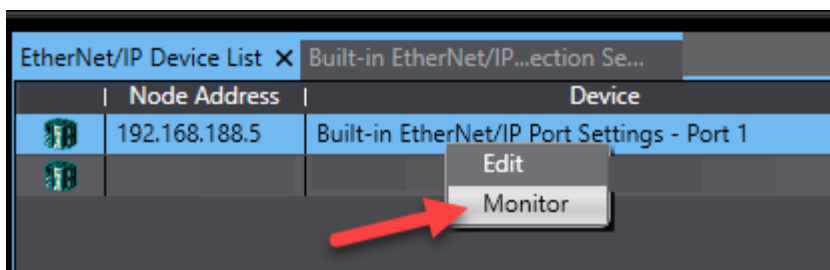 EtherNet/IP Device List X Built-in EtherNet/IP...ection Se...
Node Address Device
192.168.188.5 Built-in EtherNet/IP Port Settings - Port 1
Edit
Monitor